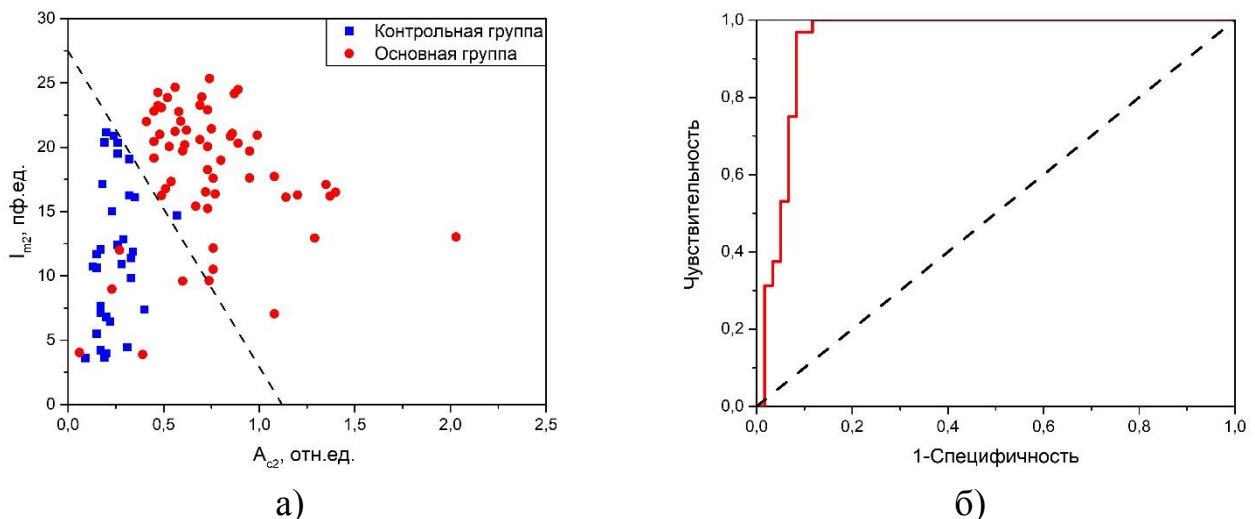 30
25
20
15
10
5
0
I_m2, пф.ед.
Контрольная группа
Основная группа
0,0 0,5 1,0 1,5 2,0 2,5
A_c2, отн.ед.
а)
1,0
0,8
0,6
0,4
0,2
0,0
Чувствительность
0,0 0,2 0,4 0,6 0,8 1,0
1-Специфичность
б)